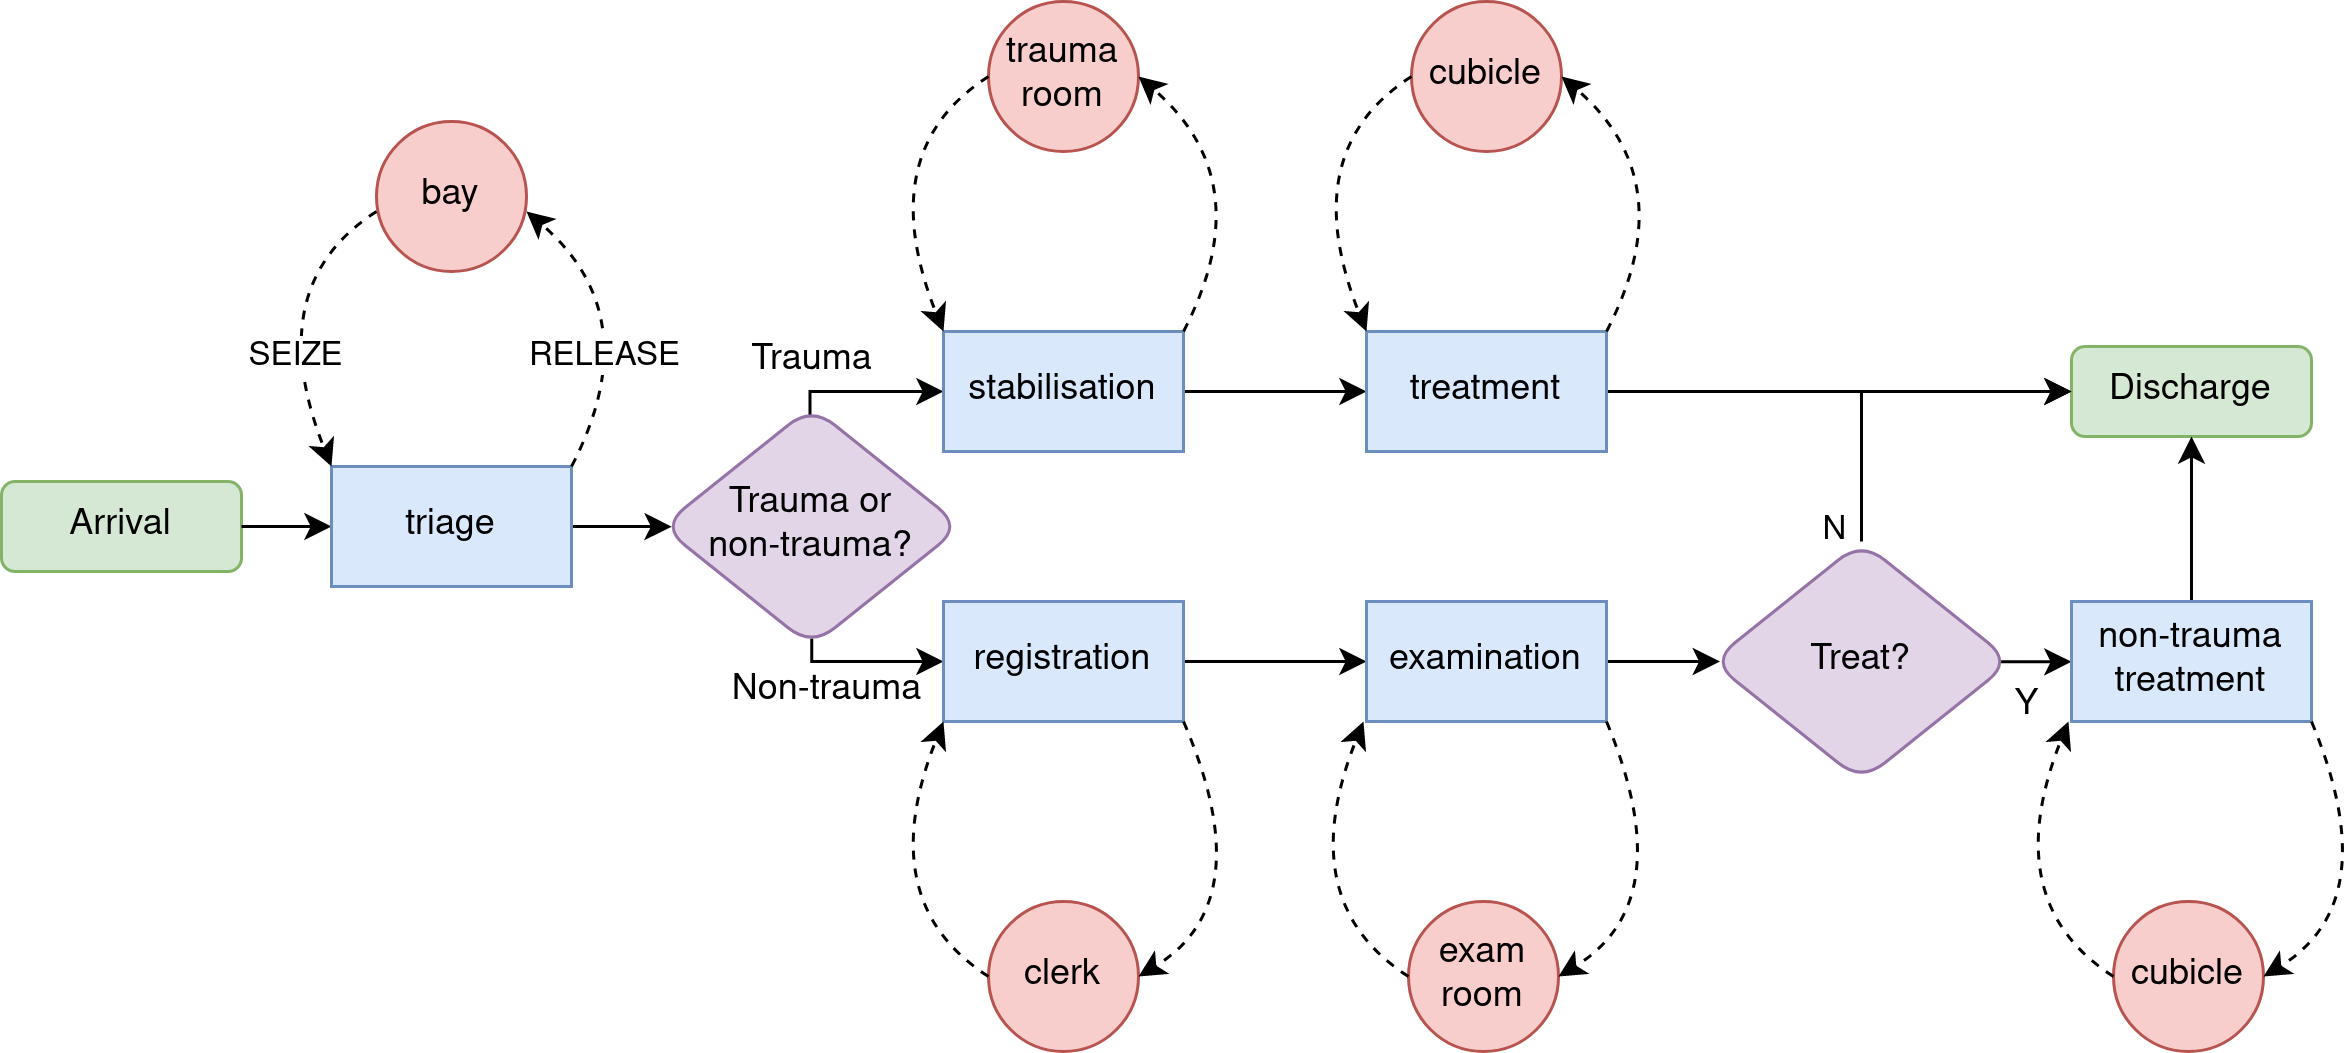 trauma
room
cubicle
bay
SEIZE
RELEASE
Trauma
stabilisation
treatment
Discharge
Arrival
triage
Trauma or
non-trauma?
N
Non-trauma
registration
examination
Treat?
Y
non-trauma
treatment
clerk
exam
room
cubicle